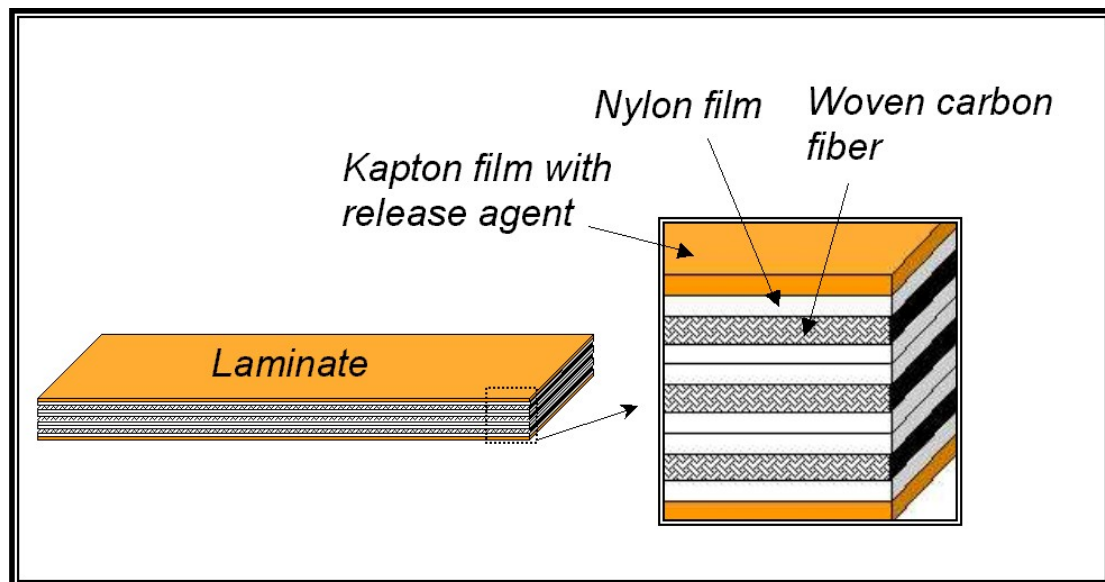 Nylon film
Woven carbon
fiber
Kapton film with
release agent
Laminate